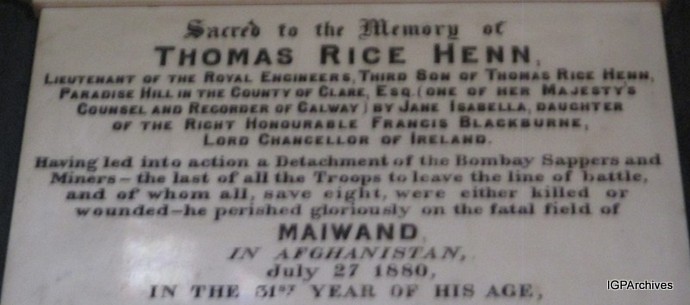 Sacred to the Memory of
THOMAS RICE HENN,
LIEUTENANT OF THE ROYAL ENGINEERS, THIRD SON OF THOMAS RICE HENN,
PARADISE HILL IN THE COUNTY OF CLARE, ESQ. (ONE OF HER MAJESTY'S
COUNSEL AND RECORDER OF GALWAY) BY JANE ISABELLA, DAUGHTER
OF THE RIGHT HONOURABLE FRANCIS BLACKBURNE,
LORD CHANCELLOR OF IRELAND.
Having led into action a Detachment of the Bombay Sappers and
Miners – the last of all the Troops to leave the line of battle,
and of whom all, save eight, were either killed or
wounded – he perished gloriously on the fatal field of
MAIWAND,
IN AFGHANISTAN,
July 27 1880,
IN THE 31ST YEAR OF HIS AGE,
IGPArchives